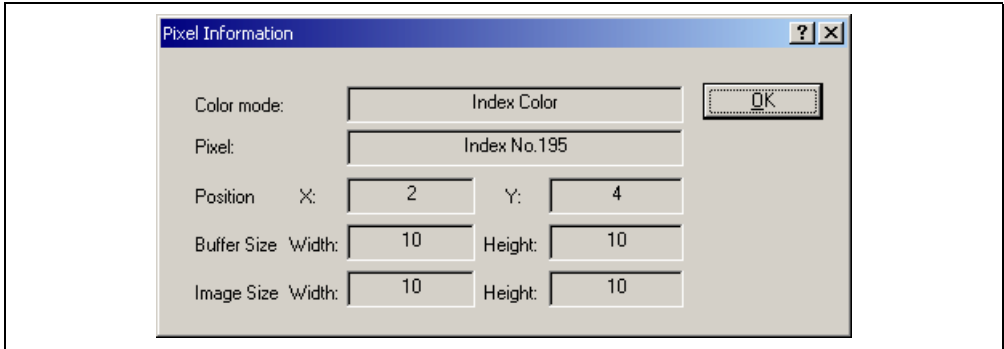 Pixel Information
Color mode: Index Color OK
Pixel: Index No.195
Position X: 2 Y: 4
Buffer Size Width: 10 Height: 10
Image Size Width: 10 Height: 10